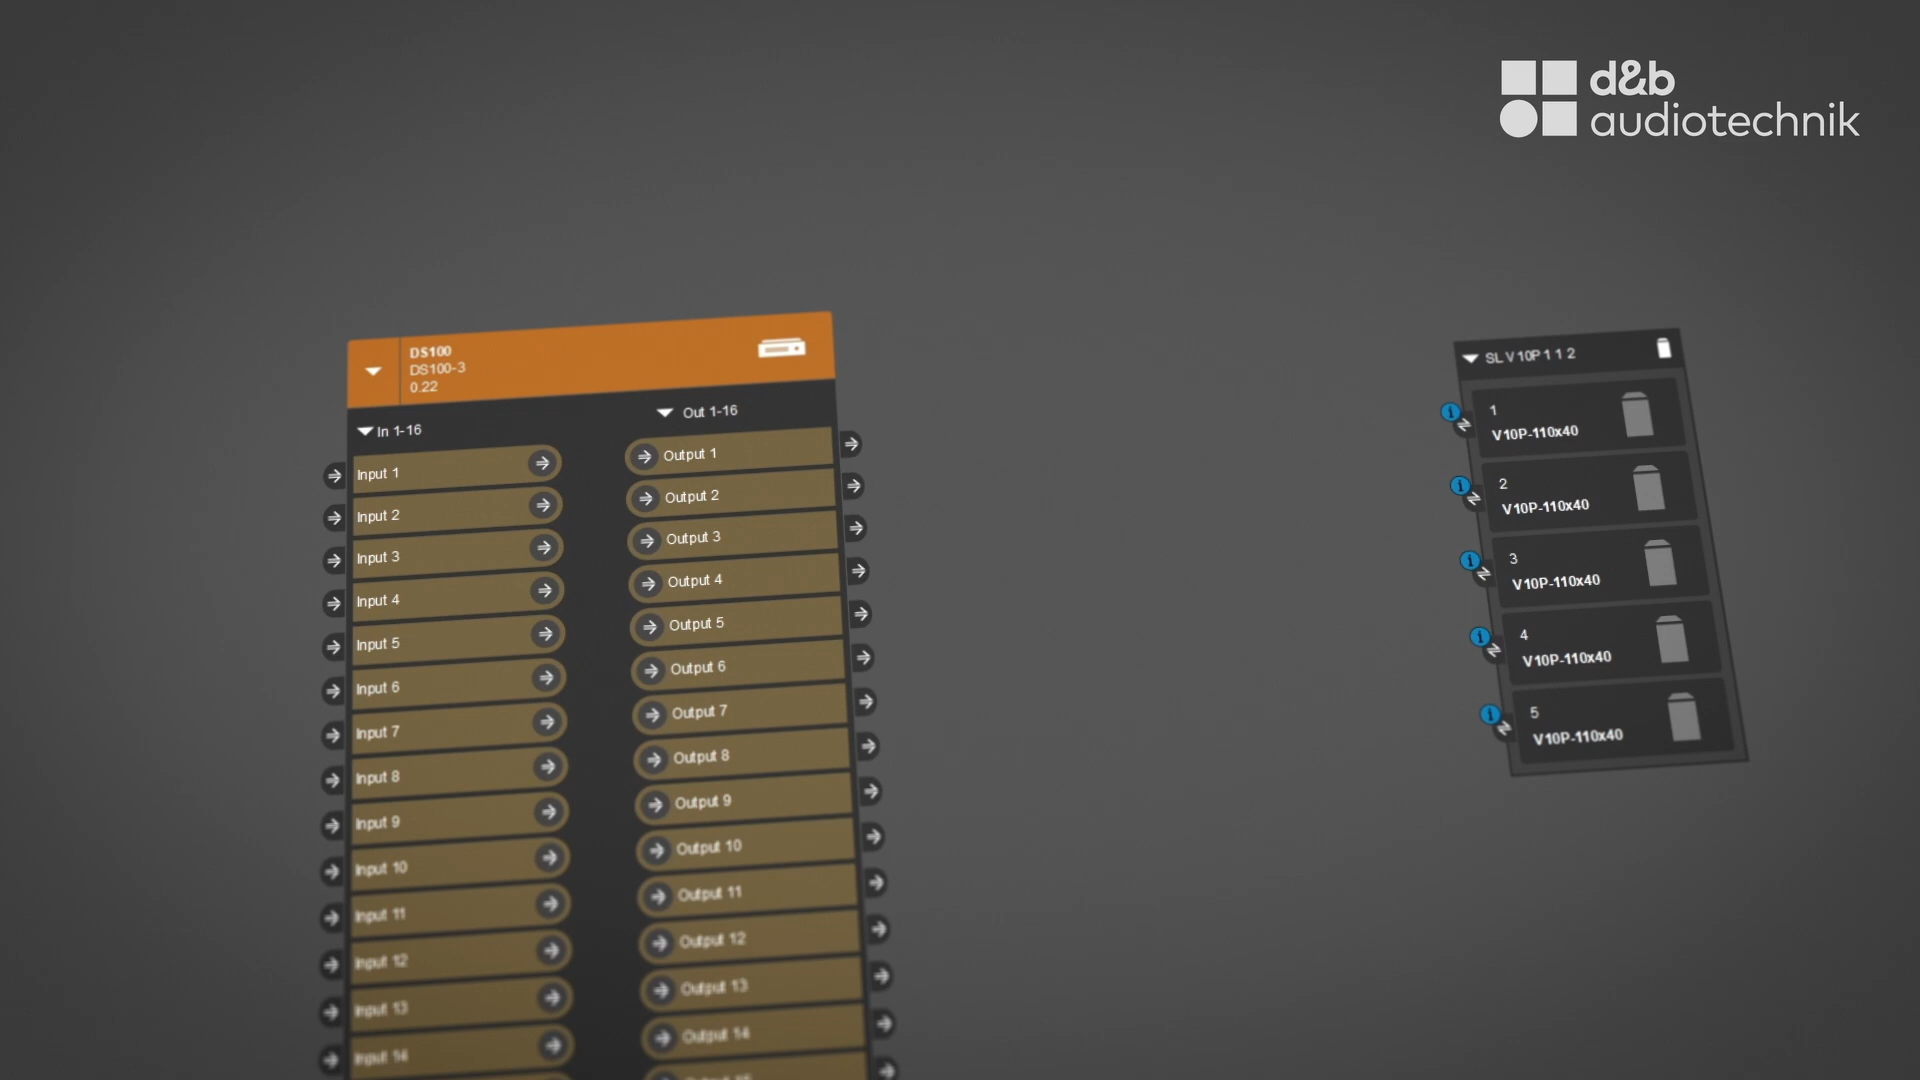 d&b
audiotechnik
DS100
DS100-3
0.22
In 1-16
Out 1-16
Input 1
Input 2
Input 3
Input 4
Input 5
Input 6
Input 7
Input 8
Input 9
Input 10
Input 11
Input 12
Input 13
Input 14
Output 1
Output 2
Output 3
Output 4
Output 5
Output 6
Output 7
Output 8
Output 9
Output 10
Output 11
Output 12
Output 13
Output 14
SL V10P 1 1 2
1
V10P-110x40
2
V10P-110x40
3
V10P-110x40
4
V10P-110x40
5
V10P-110x40